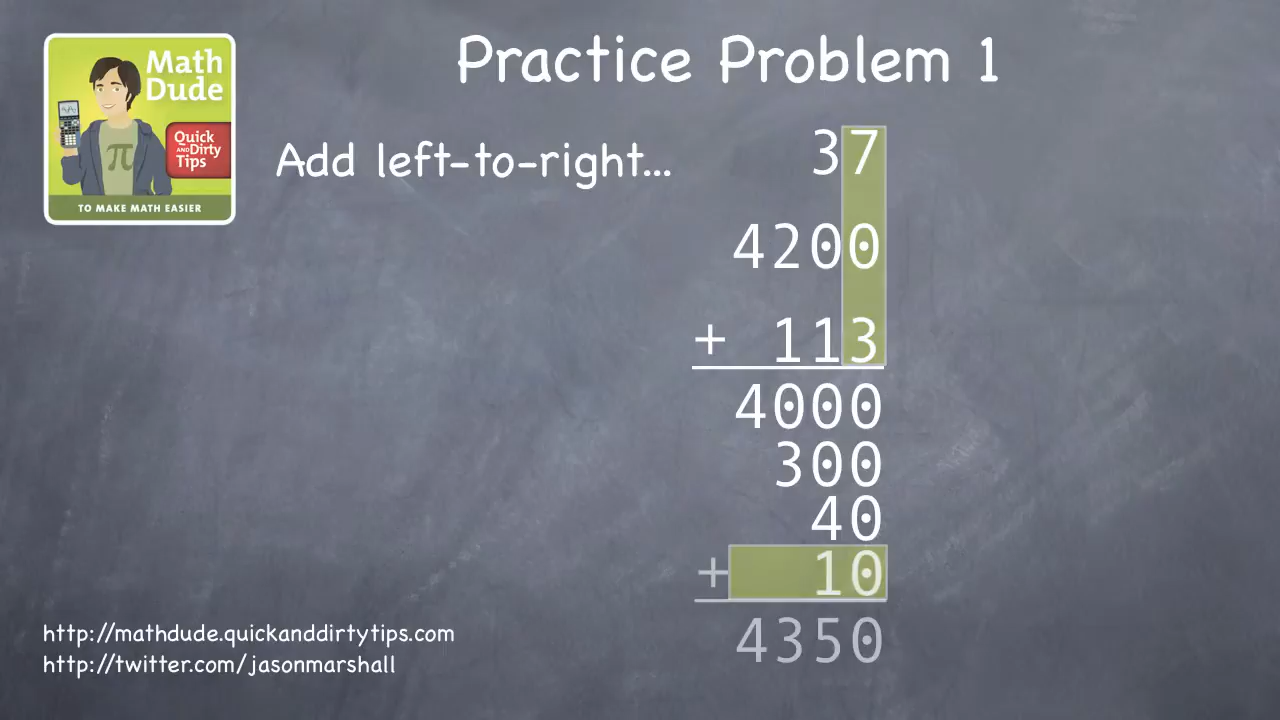 Math
Dude
Quick
AND Dirty
Tips
π
TO MAKE MATH EASIER
Practice Problem 1
Add left-to-right...
37
4200
+ 113
4000
300
40
+ 10
4350
http://mathdude.quickanddirtytips.com
http://twitter.com/jasonmarshall